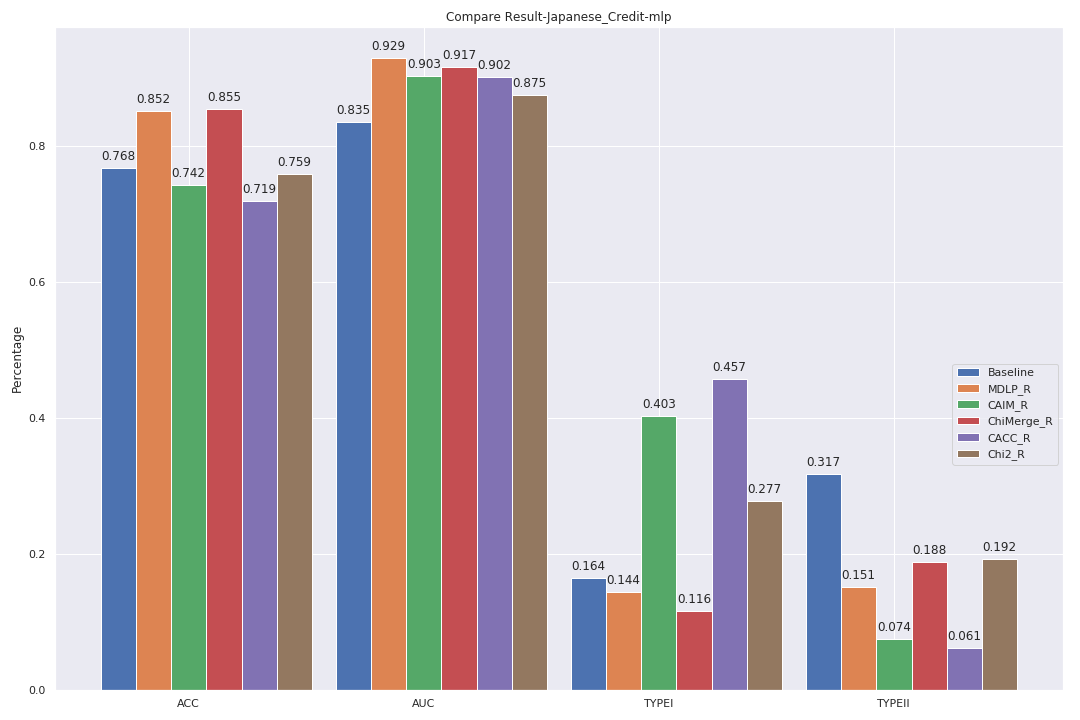 Compare Result-Japanese_Credit-mlp
Percentage
0.8
0.6
0.4
0.2
0.0
0.768
0.852
0.742
0.855
0.719
0.759
0.835
0.929
0.903
0.917
0.902
0.875
0.164
0.144
0.403
0.116
0.457
0.277
0.317
0.151
0.074
0.188
0.061
0.192
Baseline
MDLP_R
CAIM_R
ChiMerge_R
CACC_R
Chi2_R
ACC
AUC
TYPEI
TYPEII